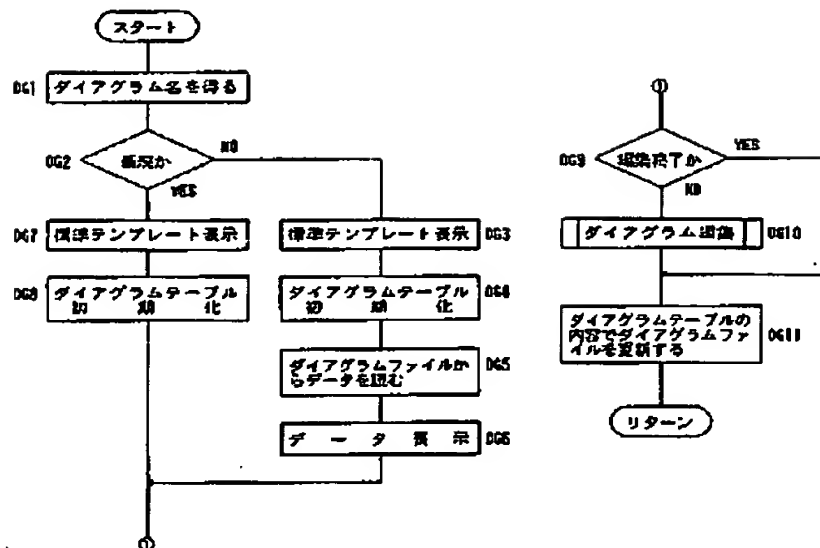 スタート
DG1 ダイアグラム名を得る
DG2 新規か NO
YES
DG7 標準テンプレート表示
DG8 ダイアグラムテーブル
初期化
標準テンプレート表示 DG3
ダイアグラムテーブル DG4
初期化
ダイアグラムファイルか DG5
らデータを読む
データ表示 DG6
①
①
DG9 編集終了か YES
NO
ダイアグラム編集 DG10
ダイアグラムテーブルの
内容でダイアグラムファ DG11
イルを更新する
リターン